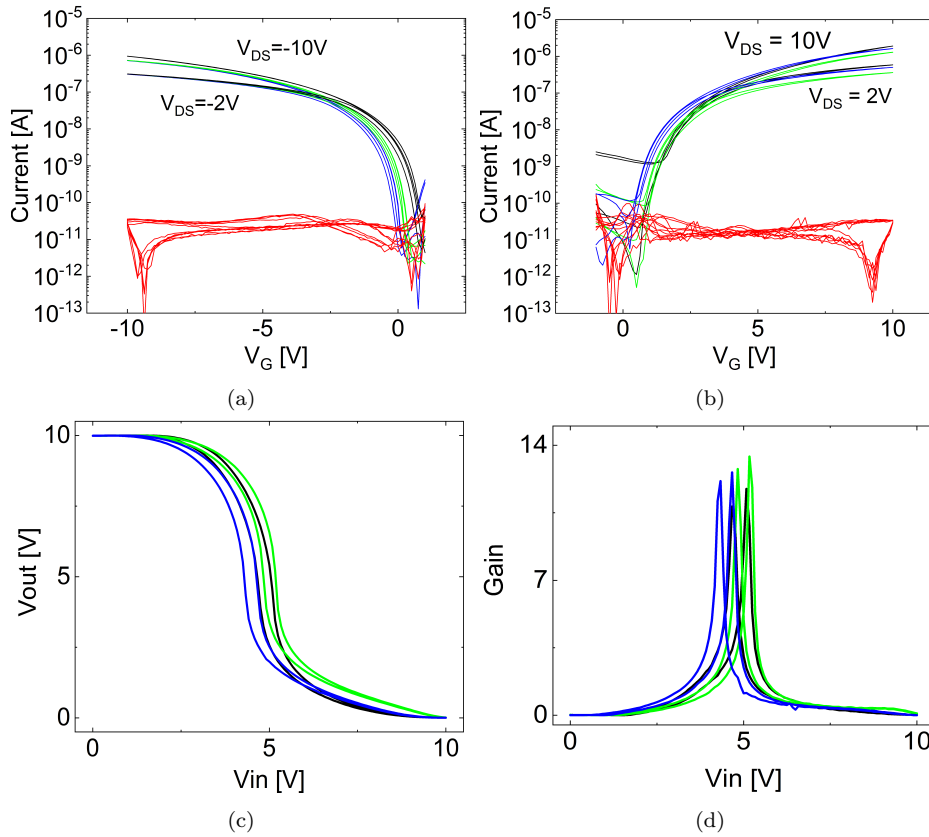 10⁻⁵
10⁻⁶
10⁻⁷
10⁻⁸
10⁻⁹
10⁻¹⁰
10⁻¹¹
10⁻¹²
10⁻¹³
Current [A]
V_DS=-10V
V_DS=-2V
-10
-5
0
V_G [V]
(a)
10⁻⁵
10⁻⁶
10⁻⁷
10⁻⁸
10⁻⁹
10⁻¹⁰
10⁻¹¹
10⁻¹²
10⁻¹³
Current [A]
V_DS = 10V
V_DS = 2V
0
5
10
V_G [V]
(b)
10
5
0
Vout [V]
0
5
10
Vin [V]
(c)
14
7
0
Gain
0
5
10
Vin [V]
(d)